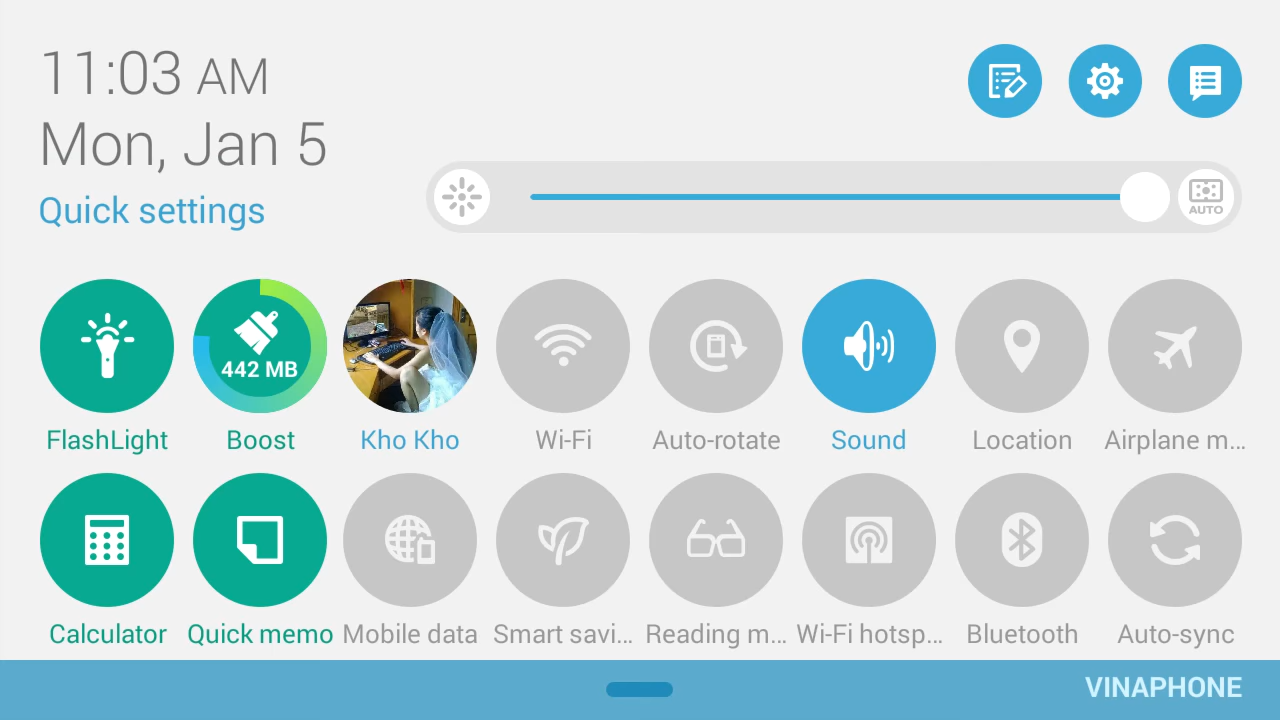 11:03 AM
Mon, Jan 5
Quick settings
AUTO
442 MB
FlashLight
Boost
Kho Kho
Wi-Fi
Auto-rotate
Sound
Location
Airplane m...
Calculator
Quick memo
Mobile data
Smart savi...
Reading m...
Wi-Fi hotsp...
Bluetooth
Auto-sync
VINAPHONE